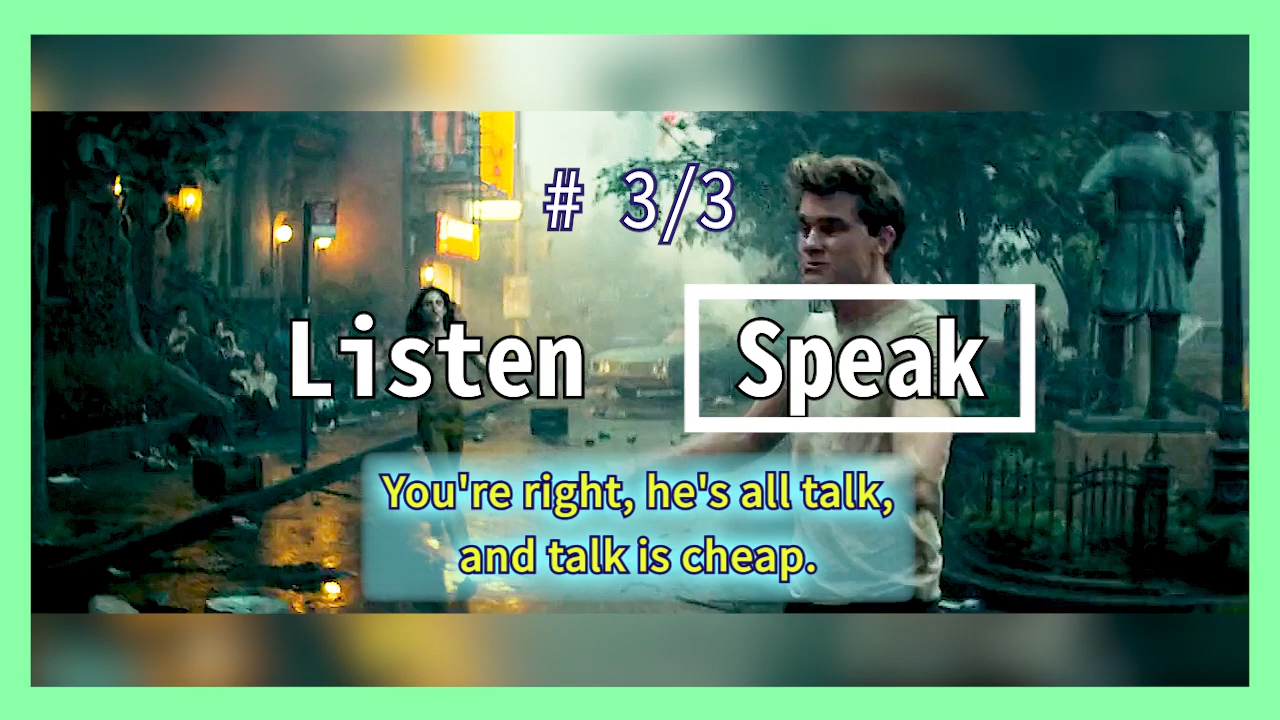 # 3/3
Listen Speak
You're right, he's all talk,
and talk is cheap.